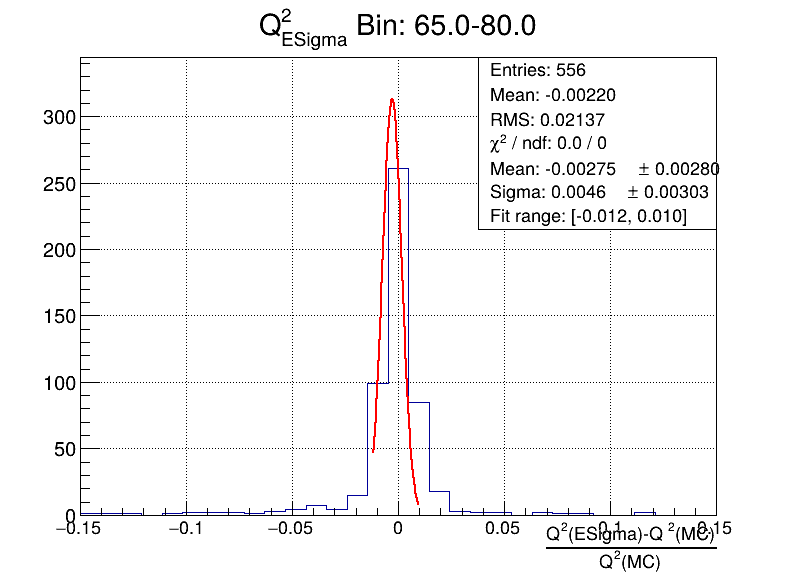 Q²ESigma Bin: 65.0-80.0
Entries: 556
Mean: -0.00220
RMS: 0.02137
χ² / ndf: 0.0 / 0
Mean: -0.00275 ± 0.00280
Sigma: 0.0046 ± 0.00303
Fit range: [-0.012, 0.010]
300
250
200
150
100
50
0
−0.15 −0.1 −0.05 0 0.05 0.1 0.15
Q²(ESigma)-Q²(MC)
Q²(MC)